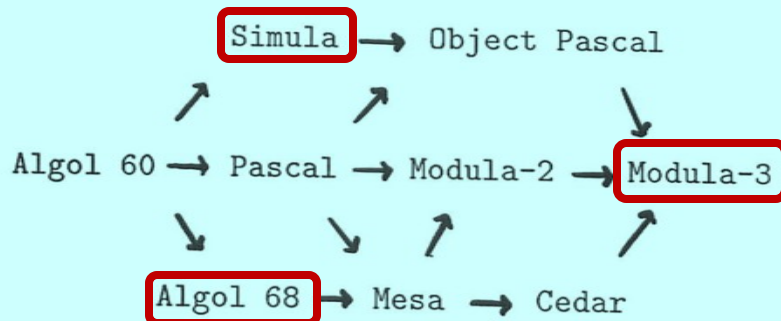 Simula → Object Pascal
Algol 60 → Pascal → Modula-2 → Modula-3
Algol 68 → Mesa → Cedar